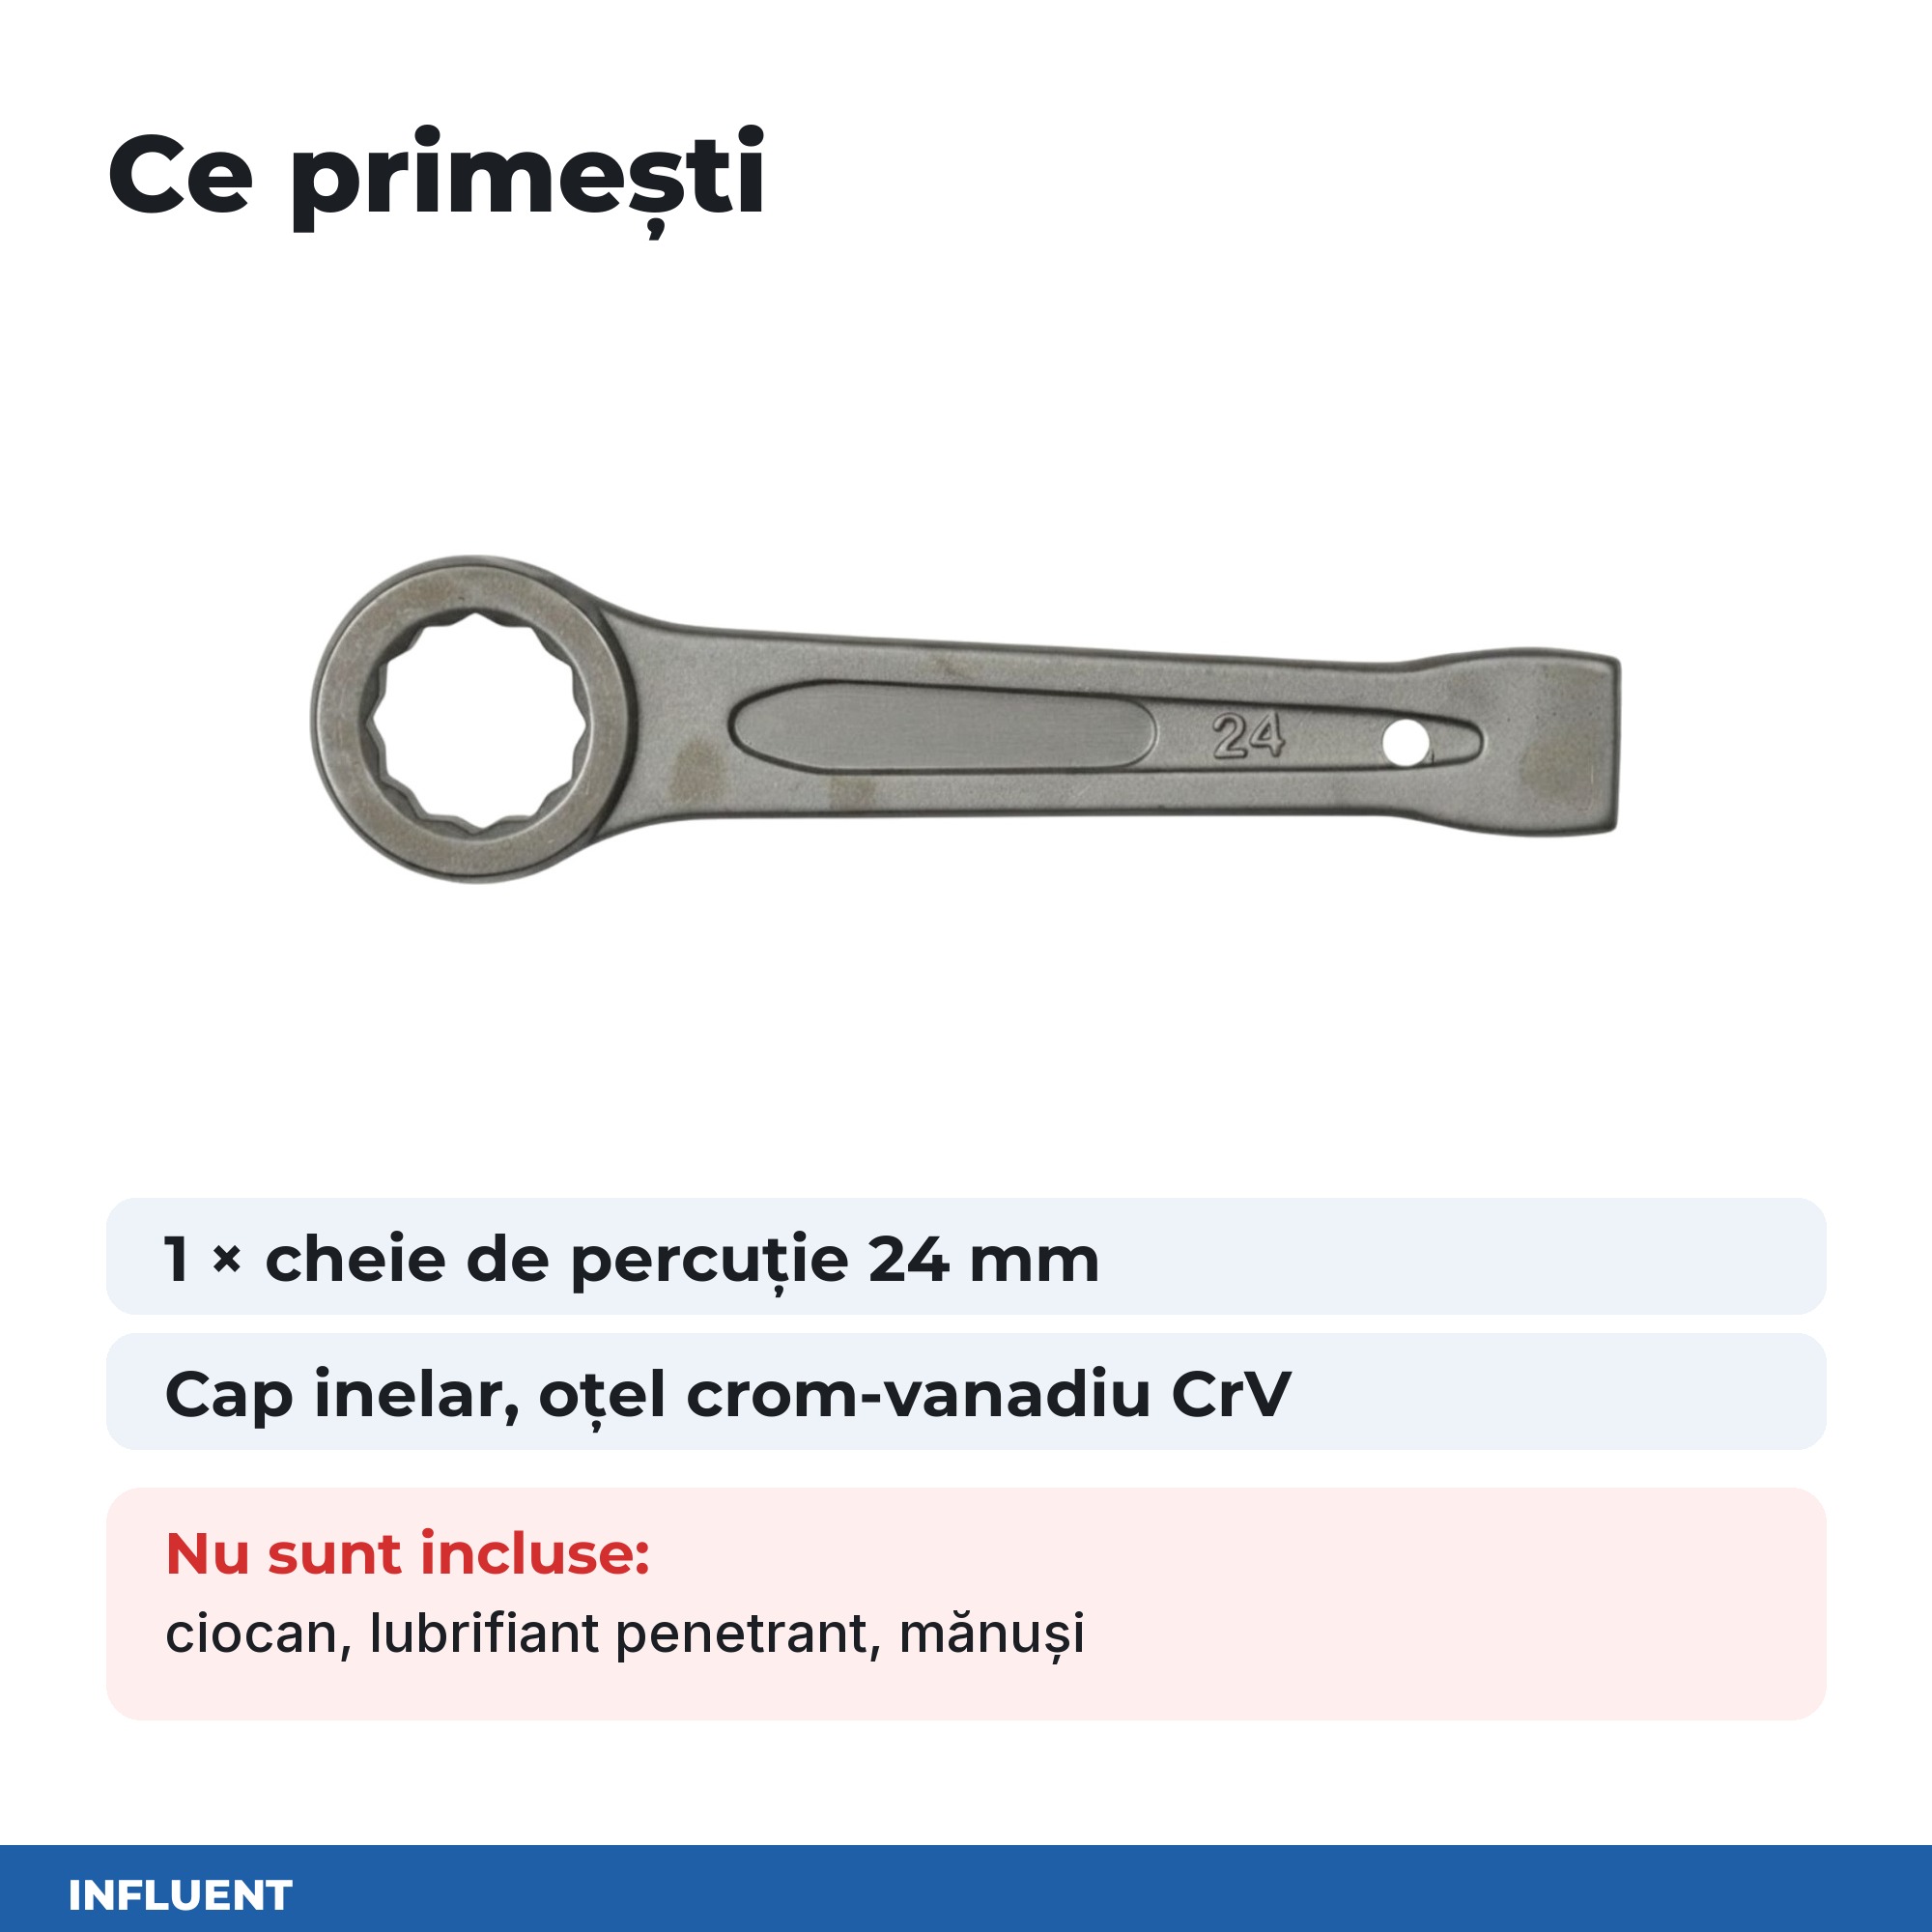 Ce primești
24
1 × cheie de percuție 24 mm
Cap inelar, oțel crom-vanadiu CrV
Nu sunt incluse:
ciocan, lubrifiant penetrant, mănuși
INFLUENT